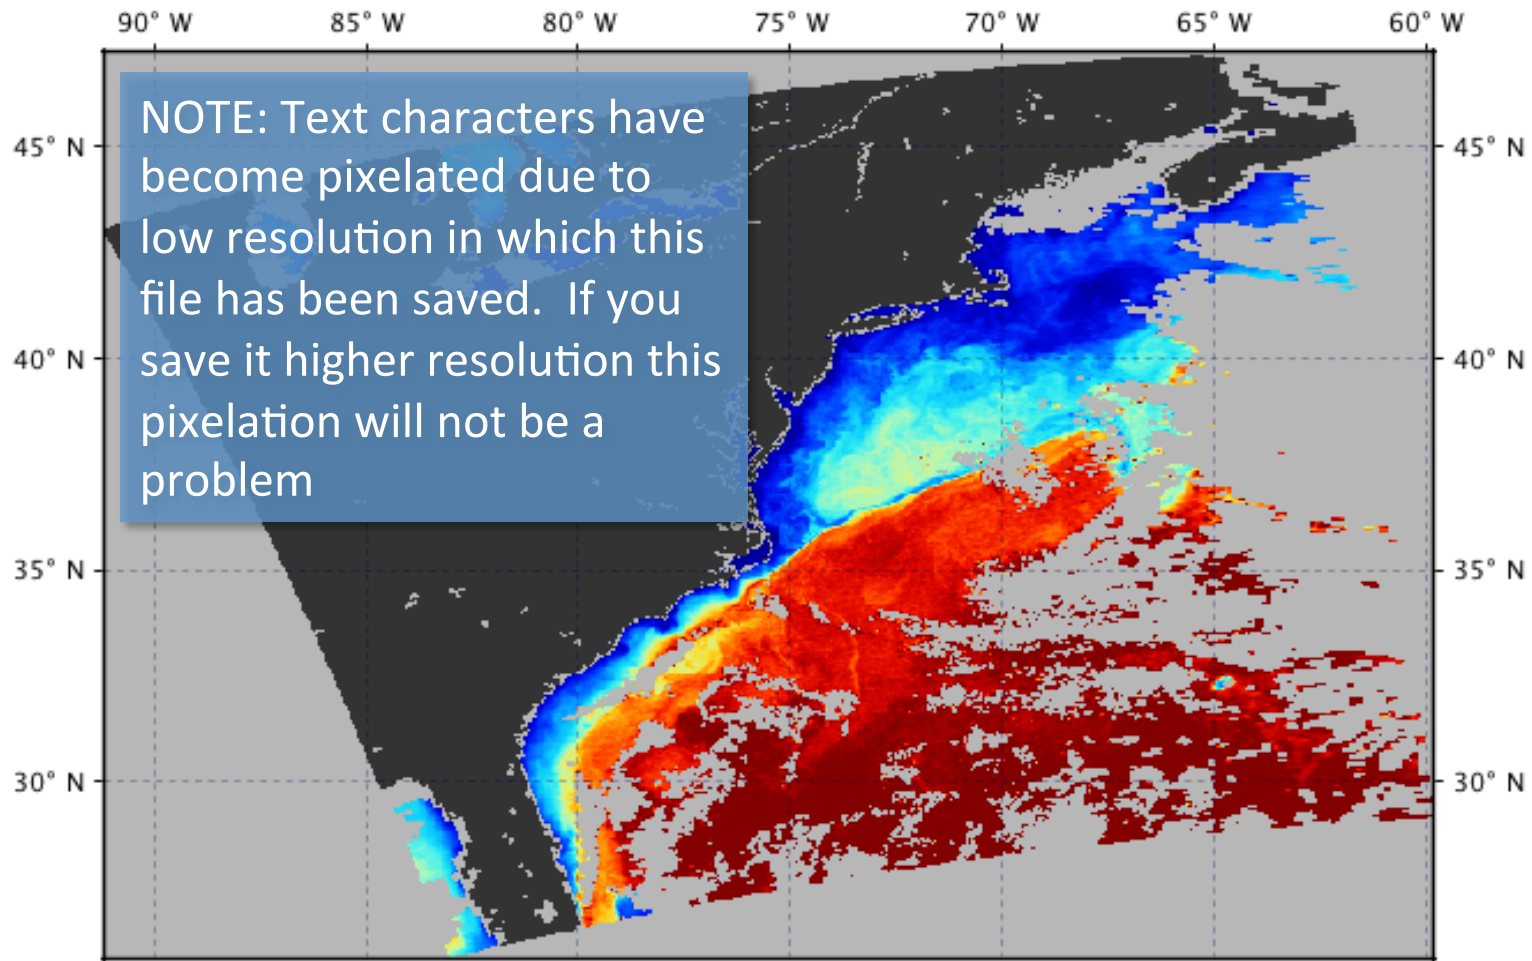 90° W 85° W 80° W 75° W 70° W 65° W 60° W
NOTE: Text characters have
become pixelated due to
low resolution in which this
file has been saved.  If you
save it higher resolution this
pixelation will not be a
problem
45° N 45° N
40° N 40° N
35° N 35° N
30° N 30° N